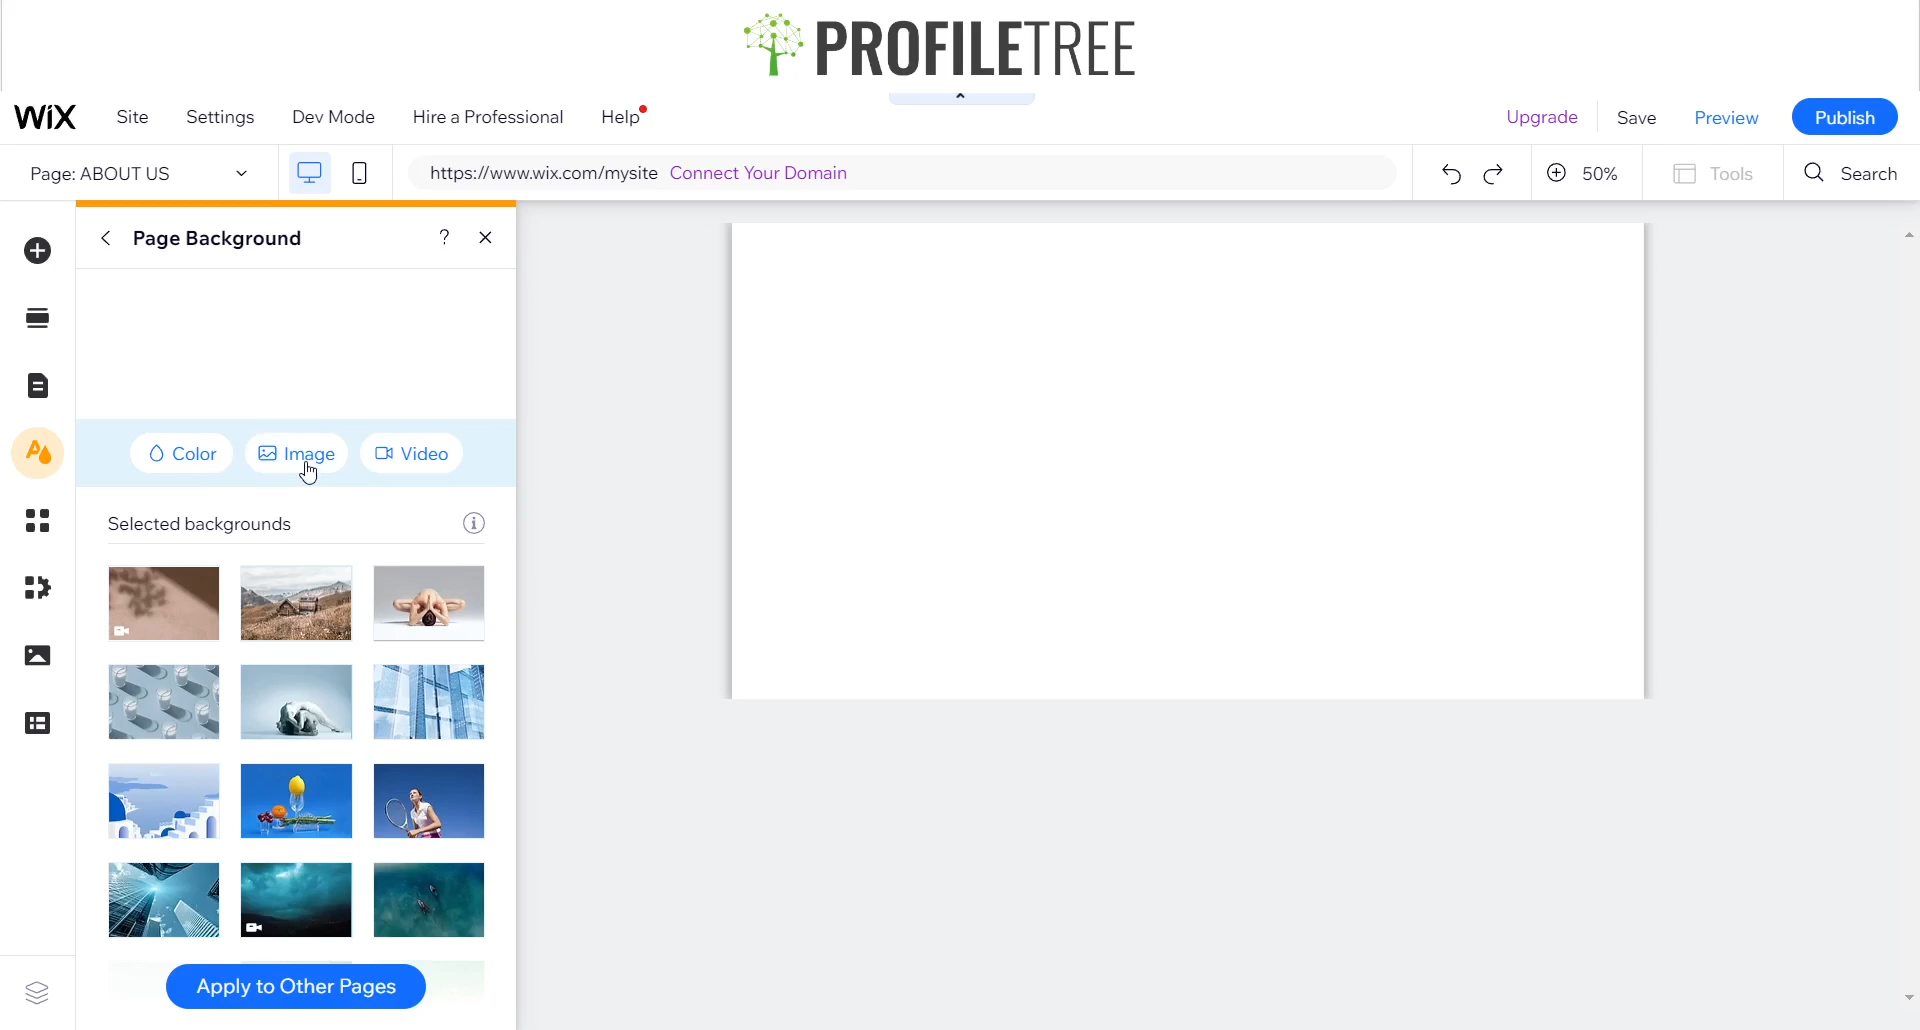 PROFILETREE
WIX Site Settings Dev Mode Hire a Professional Help Upgrade Save Preview Publish
Page: ABOUT US https://www.wix.com/mysite Connect Your Domain 50% Tools Search
Page Background ?
Color Image Video
Selected backgrounds
Apply to Other Pages